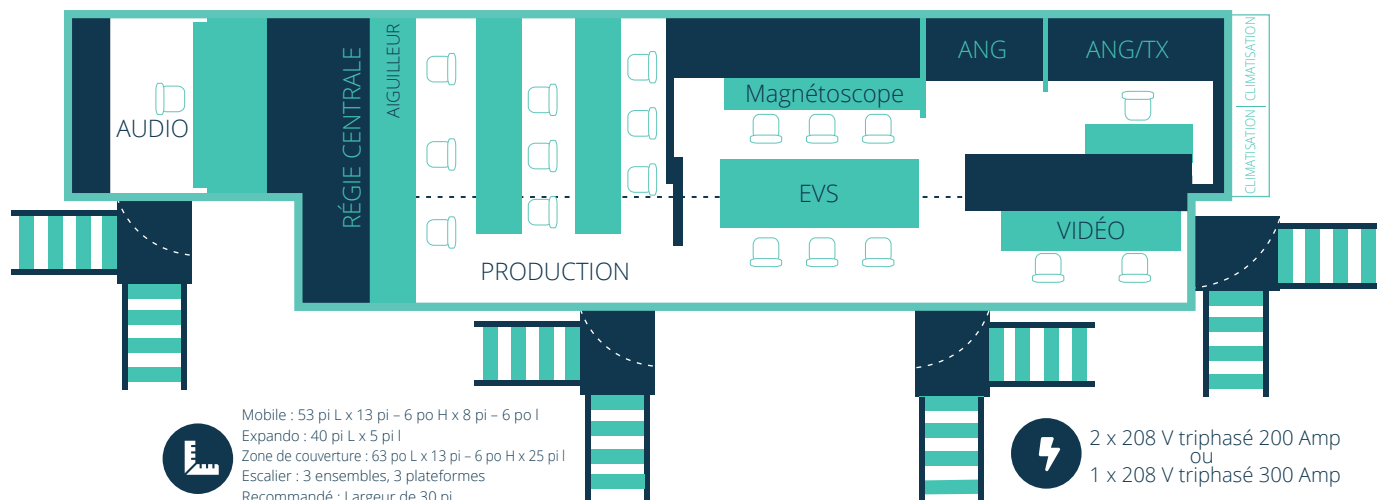 AUDIO
RÉGIE CENTRALE
AIGUILLEUR
PRODUCTION
Magnétoscope
EVS
ANG
ANG/TX
VIDÉO
CLIMATISATION
CLIMATISATION
Mobile : 53 pi L x 13 pi – 6 po H x 8 pi – 6 po l
Expando : 40 pi L x 5 pi l
Zone de couverture : 63 po L x 13 pi – 6 po H x 25 pi l
Escalier : 3 ensembles, 3 plateformes
Recommandé : Largeur de 30 pi
2 x 208 V triphasé 200 Amp
ou
1 x 208 V triphasé 300 Amp